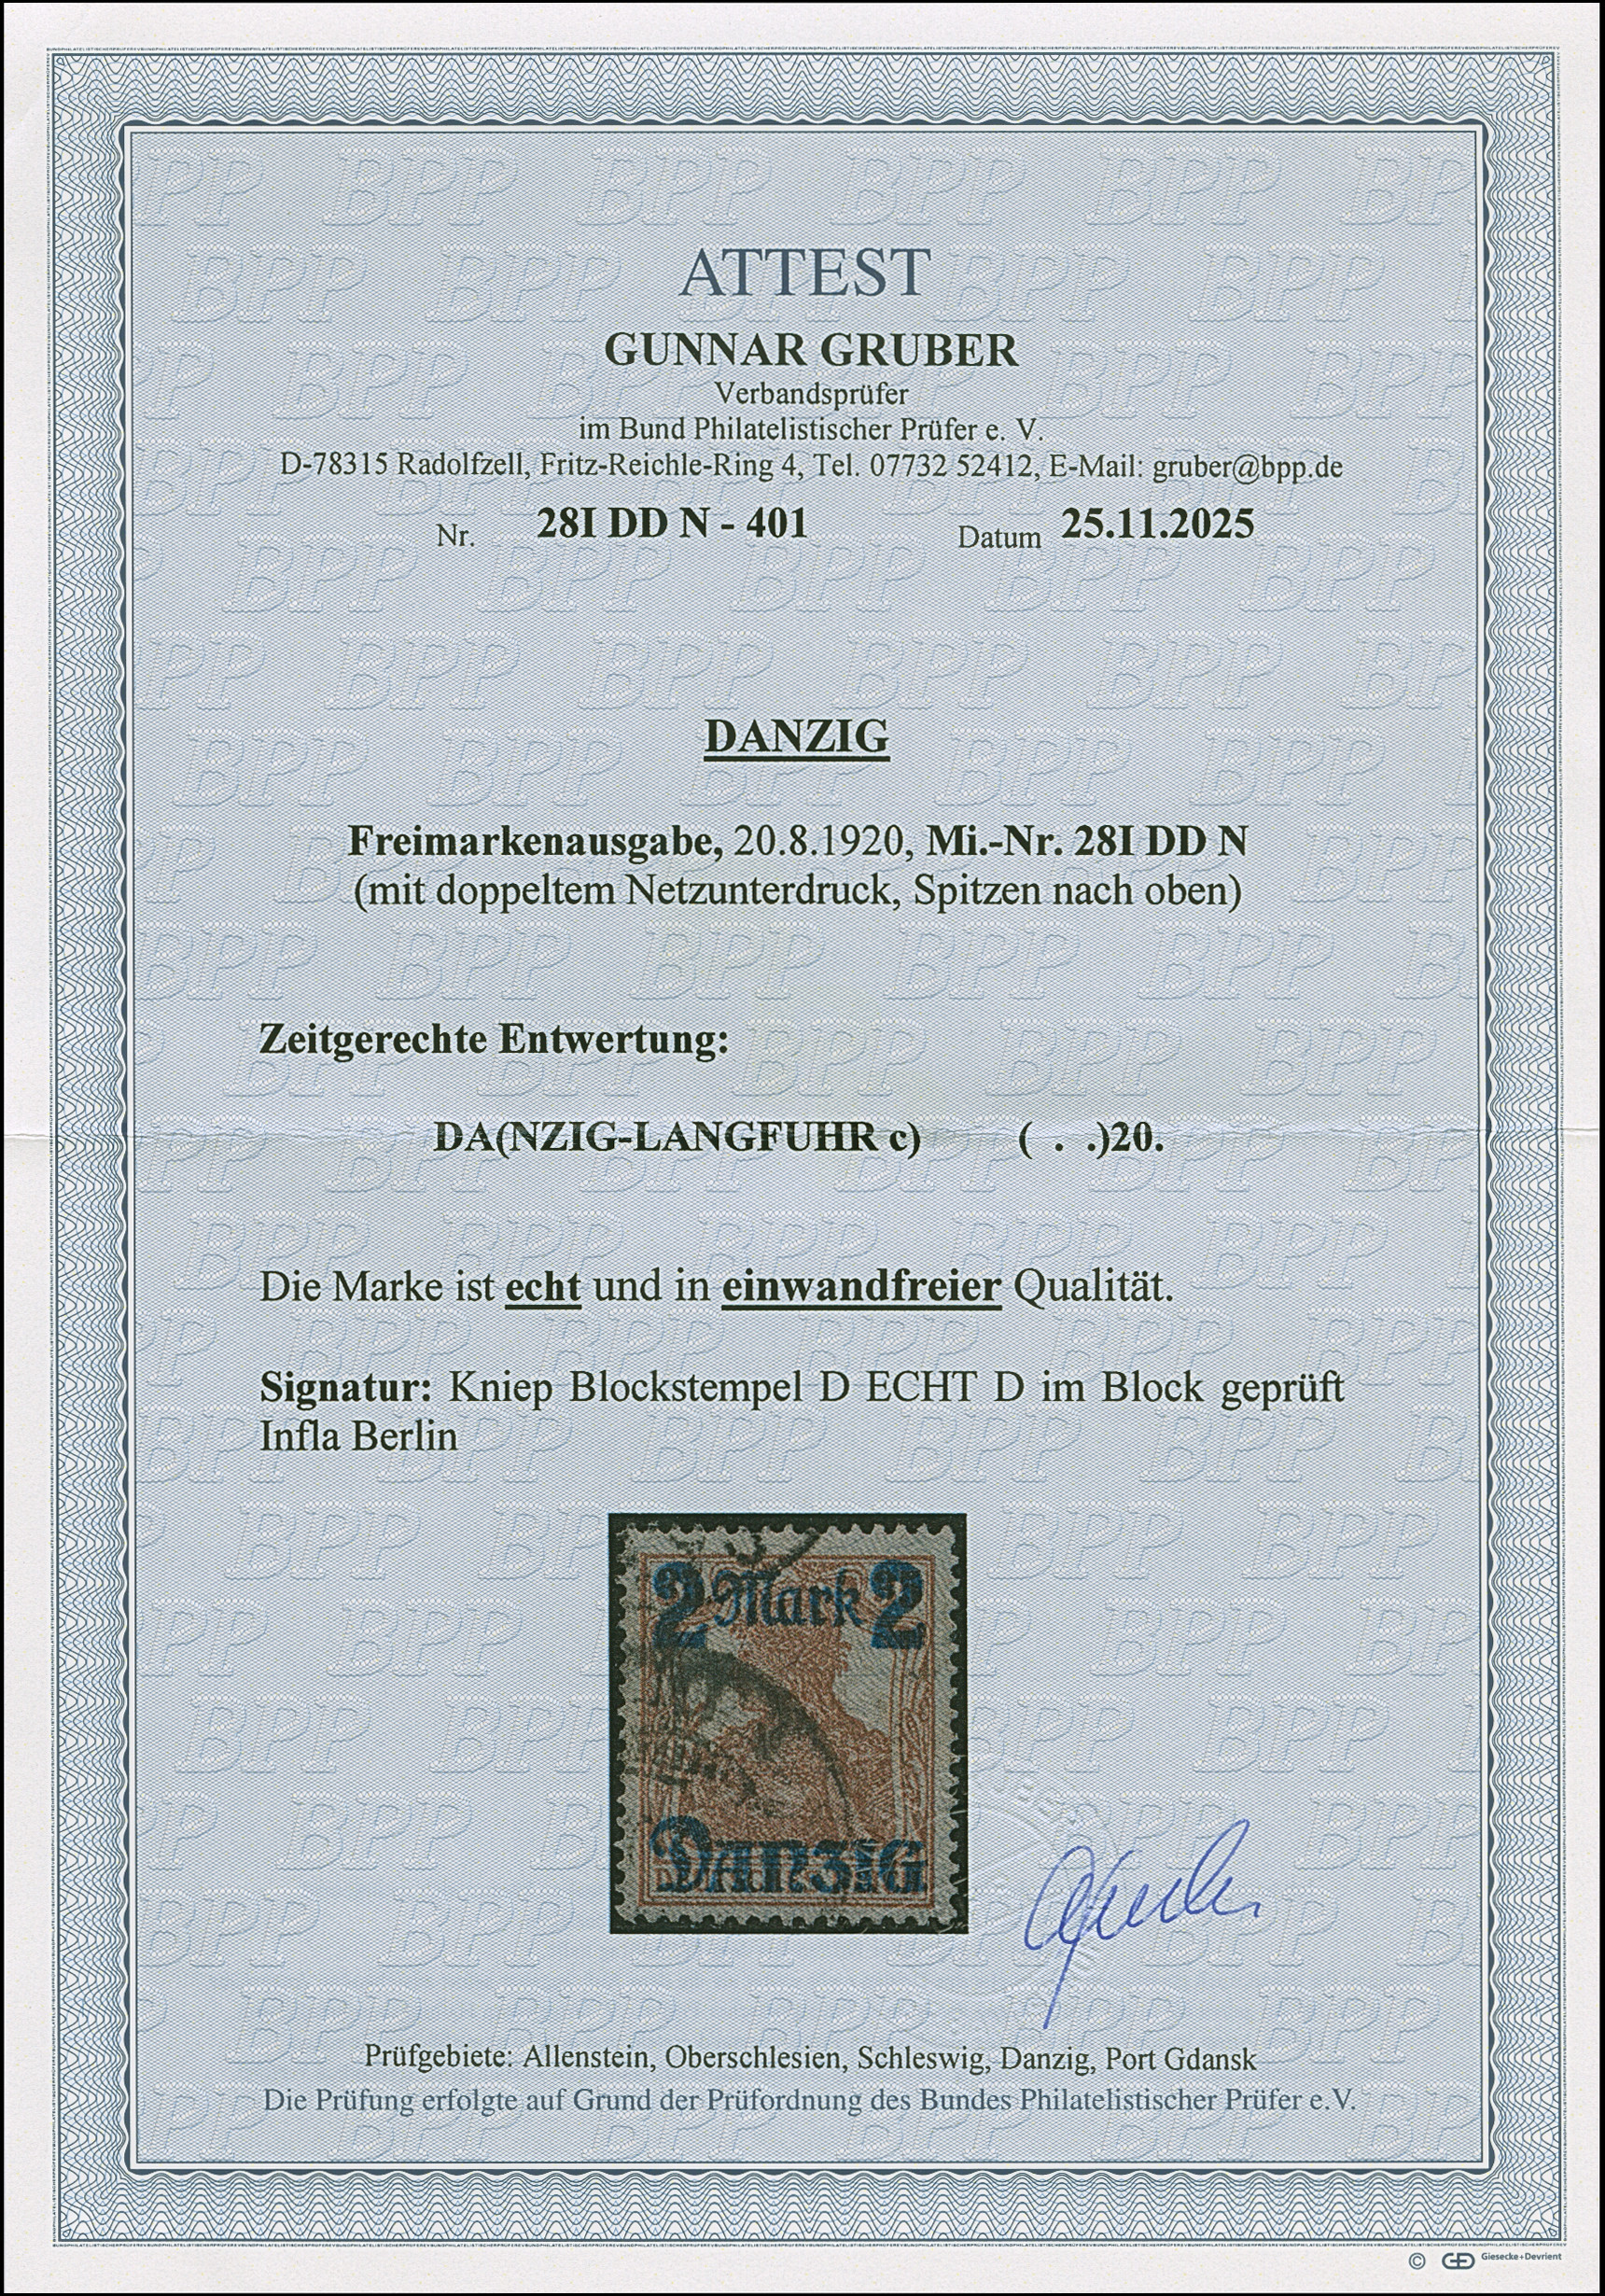 ATTEST
GUNNAR GRUBER
Verbandsprüfer
im Bund Philatelistischer Prüfer e. V.
D-78315 Radolfzell, Fritz-Reichle-Ring 4, Tel. 07732 52412, E-Mail: gruber@bpp.de
Nr. 28I DD N - 401 Datum 25.11.2025
DANZIG
Freimarkenausgabe, 20.8.1920, Mi.-Nr. 28I DD N
(mit doppeltem Netzunterdruck, Spitzen nach oben)
Zeitgerechte Entwertung:
DA(NZIG-LANGFUHR c) ( . .)20.
Die Marke ist echt und in einwandfreier Qualität.
Signatur: Kniep Blockstempel D ECHT D im Block geprüft
Infla Berlin
2 Mark 2
Danzig
Prüfgebiete: Allenstein, Oberschlesien, Schleswig, Danzig, Port Gdansk
Die Prüfung erfolgte auf Grund der Prüfordnung des Bundes Philatelistischer Prüfer e.V.
© GD Giesecke+Devrient